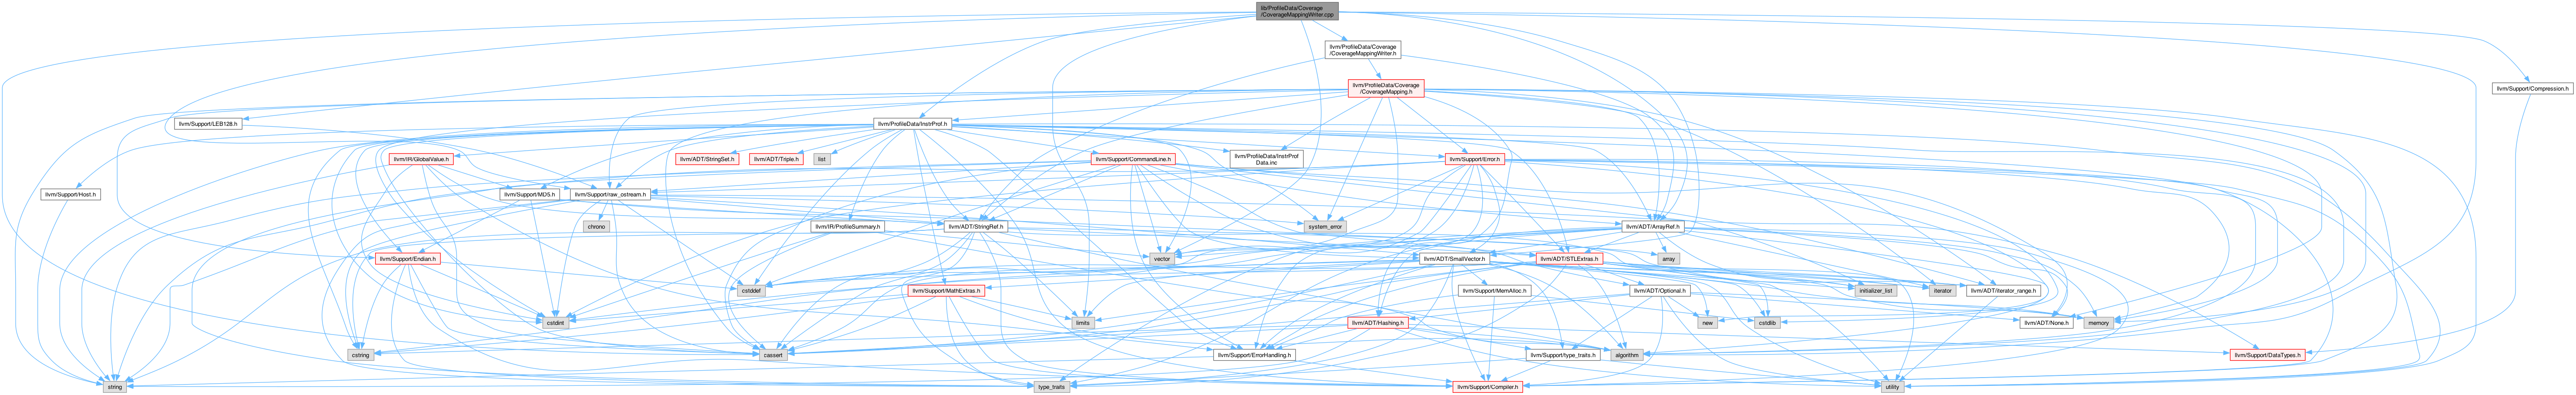 lib/ProfileData/Coverage
/CoverageMappingWriter.cpp
llvm/ProfileData/Coverage
/CoverageMappingWriter.h
llvm/ProfileData/Coverage
/CoverageMapping.h
llvm/Support/Compression.h
llvm/Support/LEB128.h
llvm/ProfileData/InstrProf.h
llvm/IR/GlobalValue.h
llvm/ADT/StringSet.h
llvm/ADT/Triple.h
list
llvm/Support/CommandLine.h
llvm/ProfileData/InstrProf
Data.inc
llvm/Support/Error.h
llvm/Support/Host.h
llvm/Support/MD5.h
llvm/Support/raw_ostream.h
chrono
llvm/IR/ProfileSummary.h
llvm/ADT/StringRef.h
system_error
llvm/ADT/ArrayRef.h
llvm/Support/Endian.h
vector
llvm/ADT/SmallVector.h
llvm/ADT/STLExtras.h
array
cstddef
llvm/Support/MathExtras.h
llvm/Support/MemAlloc.h
llvm/ADT/Optional.h
initializer_list
iterator
llvm/ADT/iterator_range.h
cstdint
limits
llvm/ADT/Hashing.h
cstdlib
new
llvm/ADT/None.h
memory
cstring
cassert
llvm/Support/ErrorHandling.h
llvm/Support/type_traits.h
algorithm
llvm/Support/DataTypes.h
string
type_traits
llvm/Support/Compiler.h
utility